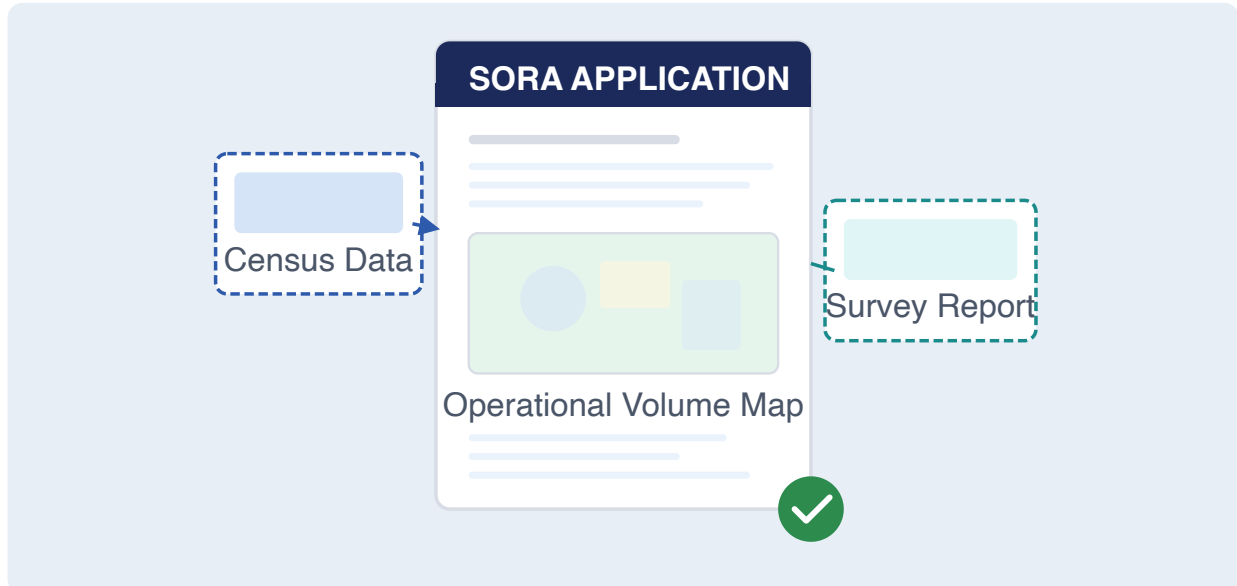 SORA APPLICATION
Census Data
Survey Report
Operational Volume Map